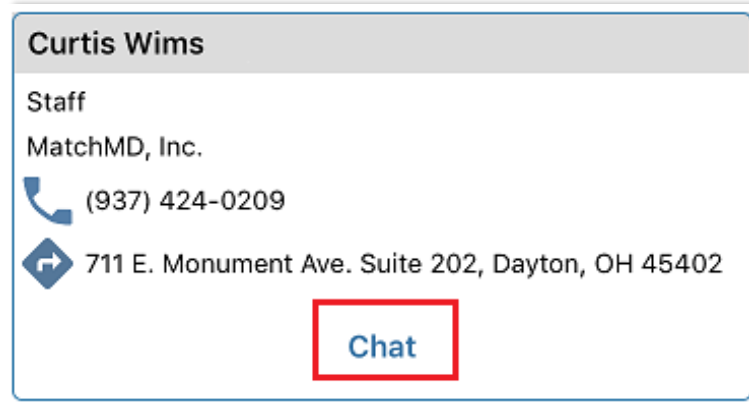 Curtis Wims
Staff
MatchMD, Inc.
(937) 424-0209
711 E. Monument Ave. Suite 202, Dayton, OH 45402
Chat